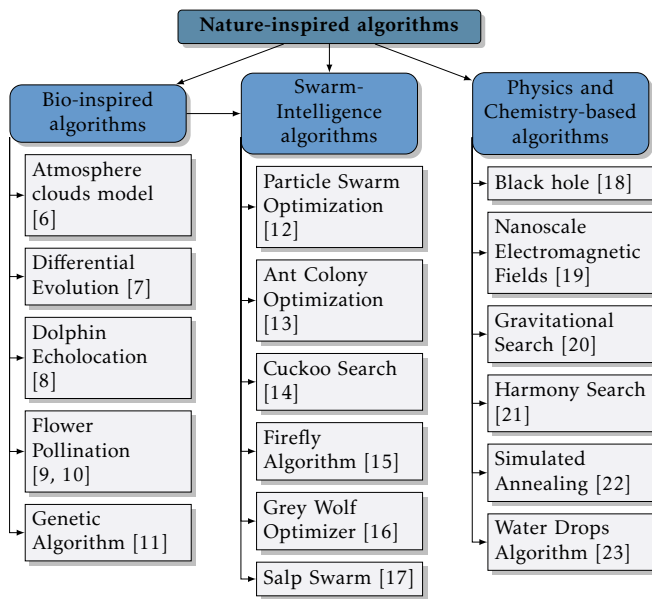 Nature-inspired algorithms
Bio-inspired
algorithms
Atmosphere
clouds model
[6]
Differential
Evolution [7]
Dolphin
Echolocation
[8]
Flower
Pollination
[9, 10]
Genetic
Algorithm [11]
Swarm-
Intelligence
algorithms
Particle Swarm
Optimization
[12]
Ant Colony
Optimization
[13]
Cuckoo Search
[14]
Firefly
Algorithm [15]
Grey Wolf
Optimizer [16]
Salp Swarm [17]
Physics and
Chemistry-based
algorithms
Black hole [18]
Nanoscale
Electromagnetic
Fields [19]
Gravitational
Search [20]
Harmony Search
[21]
Simulated
Annealing [22]
Water Drops
Algorithm [23]